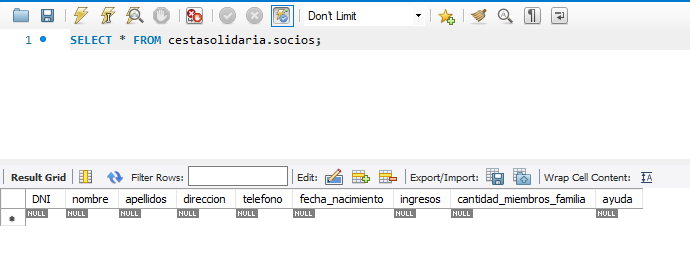 Don't Limit
1 SELECT * FROM cestasolidaria.socios;
Result Grid Filter Rows: Edit: Export/Import: Wrap Cell Content: IA
DNI nombre apellidos direccion telefono fecha_nacimiento ingresos cantidad_miembros_familia ayuda
* NULL NULL NULL NULL NULL NULL NULL NULL NULL